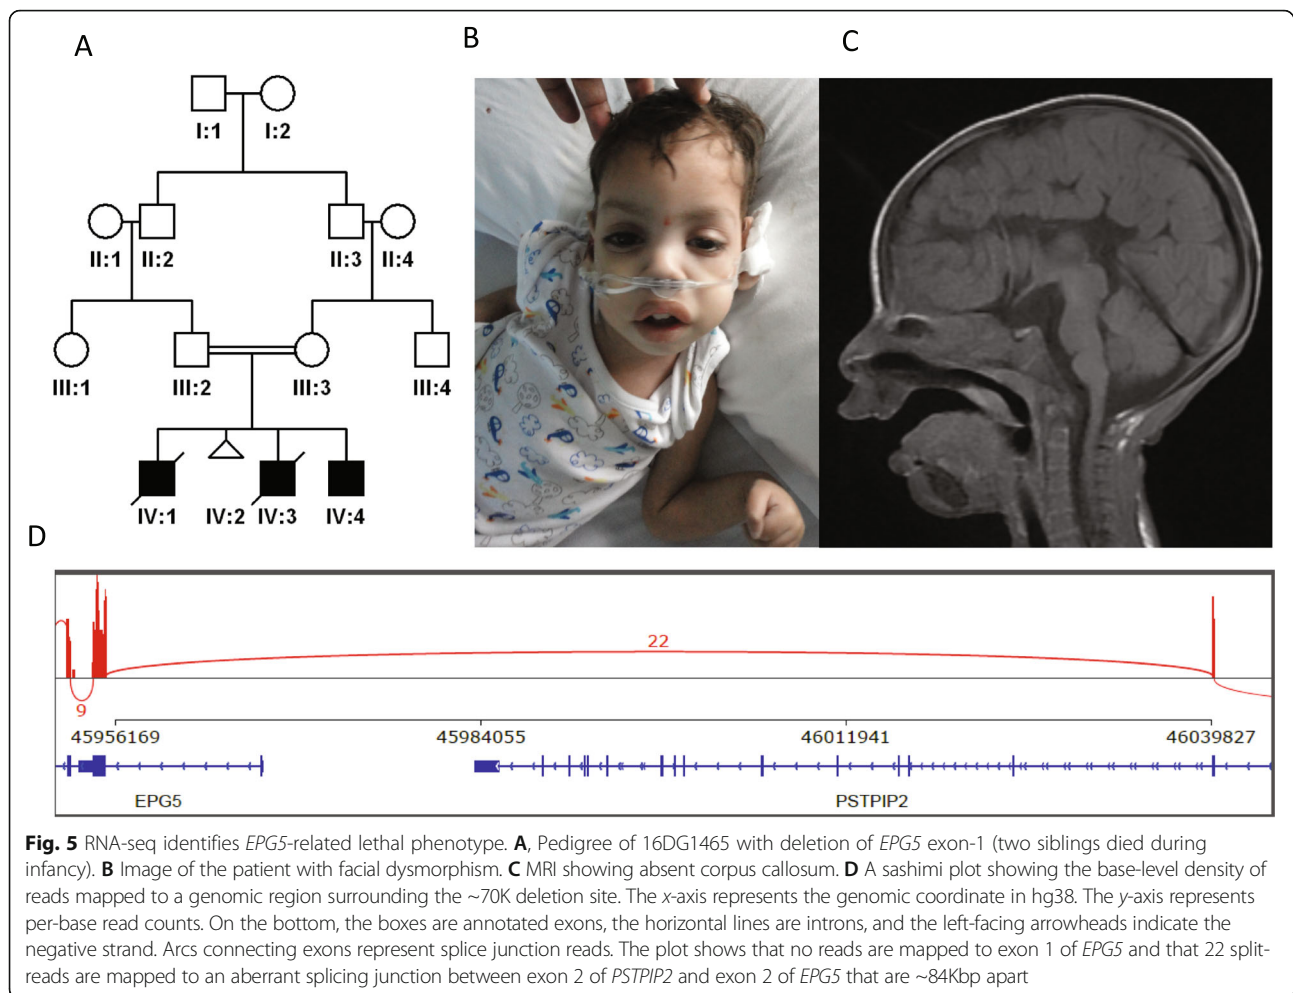 A
B
C
I:1
I:2
II:1
II:2
II:3
II:4
III:1
III:2
III:3
III:4
IV:1
IV:2
IV:3
IV:4
D
22
9
45956169
45984055
46011941
46039827
EPG5
PSTPIP2
Fig. 5 RNA-seq identifies EPG5-related lethal phenotype. A, Pedigree of 16DG1465 with deletion of EPG5 exon-1 (two siblings died during
infancy). B Image of the patient with facial dysmorphism. C MRI showing absent corpus callosum. D A sashimi plot showing the base-level density of
reads mapped to a genomic region surrounding the ~70K deletion site. The x-axis represents the genomic coordinate in hg38. The y-axis represents
per-base read counts. On the bottom, the boxes are annotated exons, the horizontal lines are introns, and the left-facing arrowheads indicate the
negative strand. Arcs connecting exons represent splice junction reads. The plot shows that no reads are mapped to exon 1 of EPG5 and that 22 split-
reads are mapped to an aberrant splicing junction between exon 2 of PSTPIP2 and exon 2 of EPG5 that are ~84Kbp apart